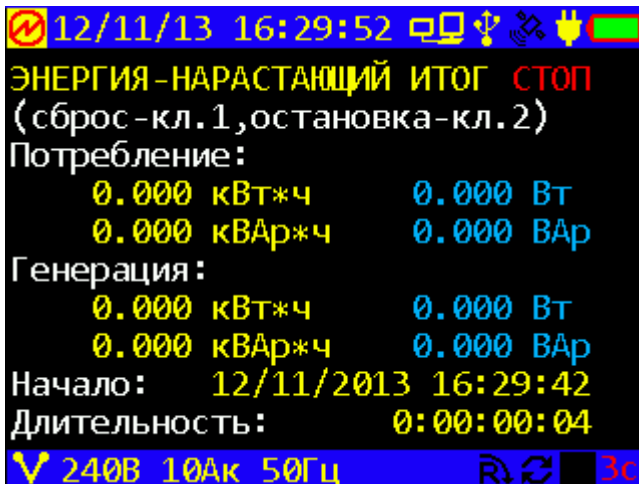 12/11/13 16:29:52
ЭНЕРГИЯ-НАРАСТАЮЩИЙ ИТОГ СТОП
(сброс-кл.1,остановка-кл.2)
Потребление:
0.000 кВт*ч 0.000 Вт
0.000 кВАр*ч 0.000 ВАр
Генерация:
0.000 кВт*ч 0.000 Вт
0.000 кВАр*ч 0.000 ВАр
Начало: 12/11/2013 16:29:42
Длительность: 0:00:00:04
240В 10Ак 50Гц R 3с